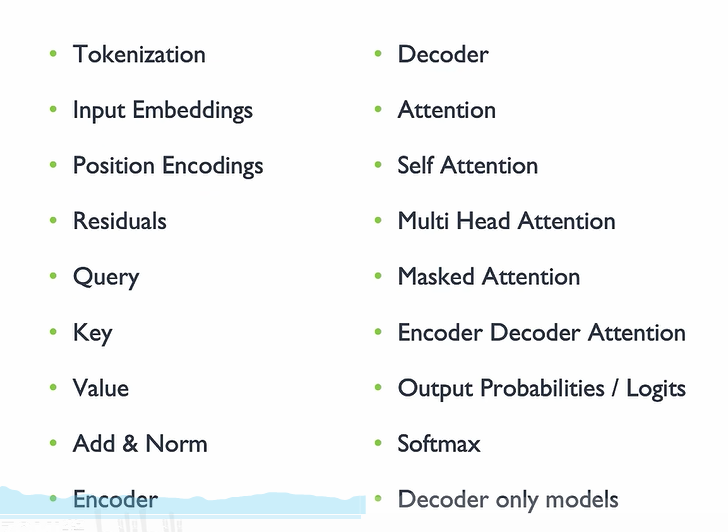 Tokenization
Input Embeddings
Position Encodings
Residuals
Query
Key
Value
Add & Norm
Encoder
Decoder
Attention
Self Attention
Multi Head Attention
Masked Attention
Encoder Decoder Attention
Output Probabilities / Logits
Softmax
Decoder only models